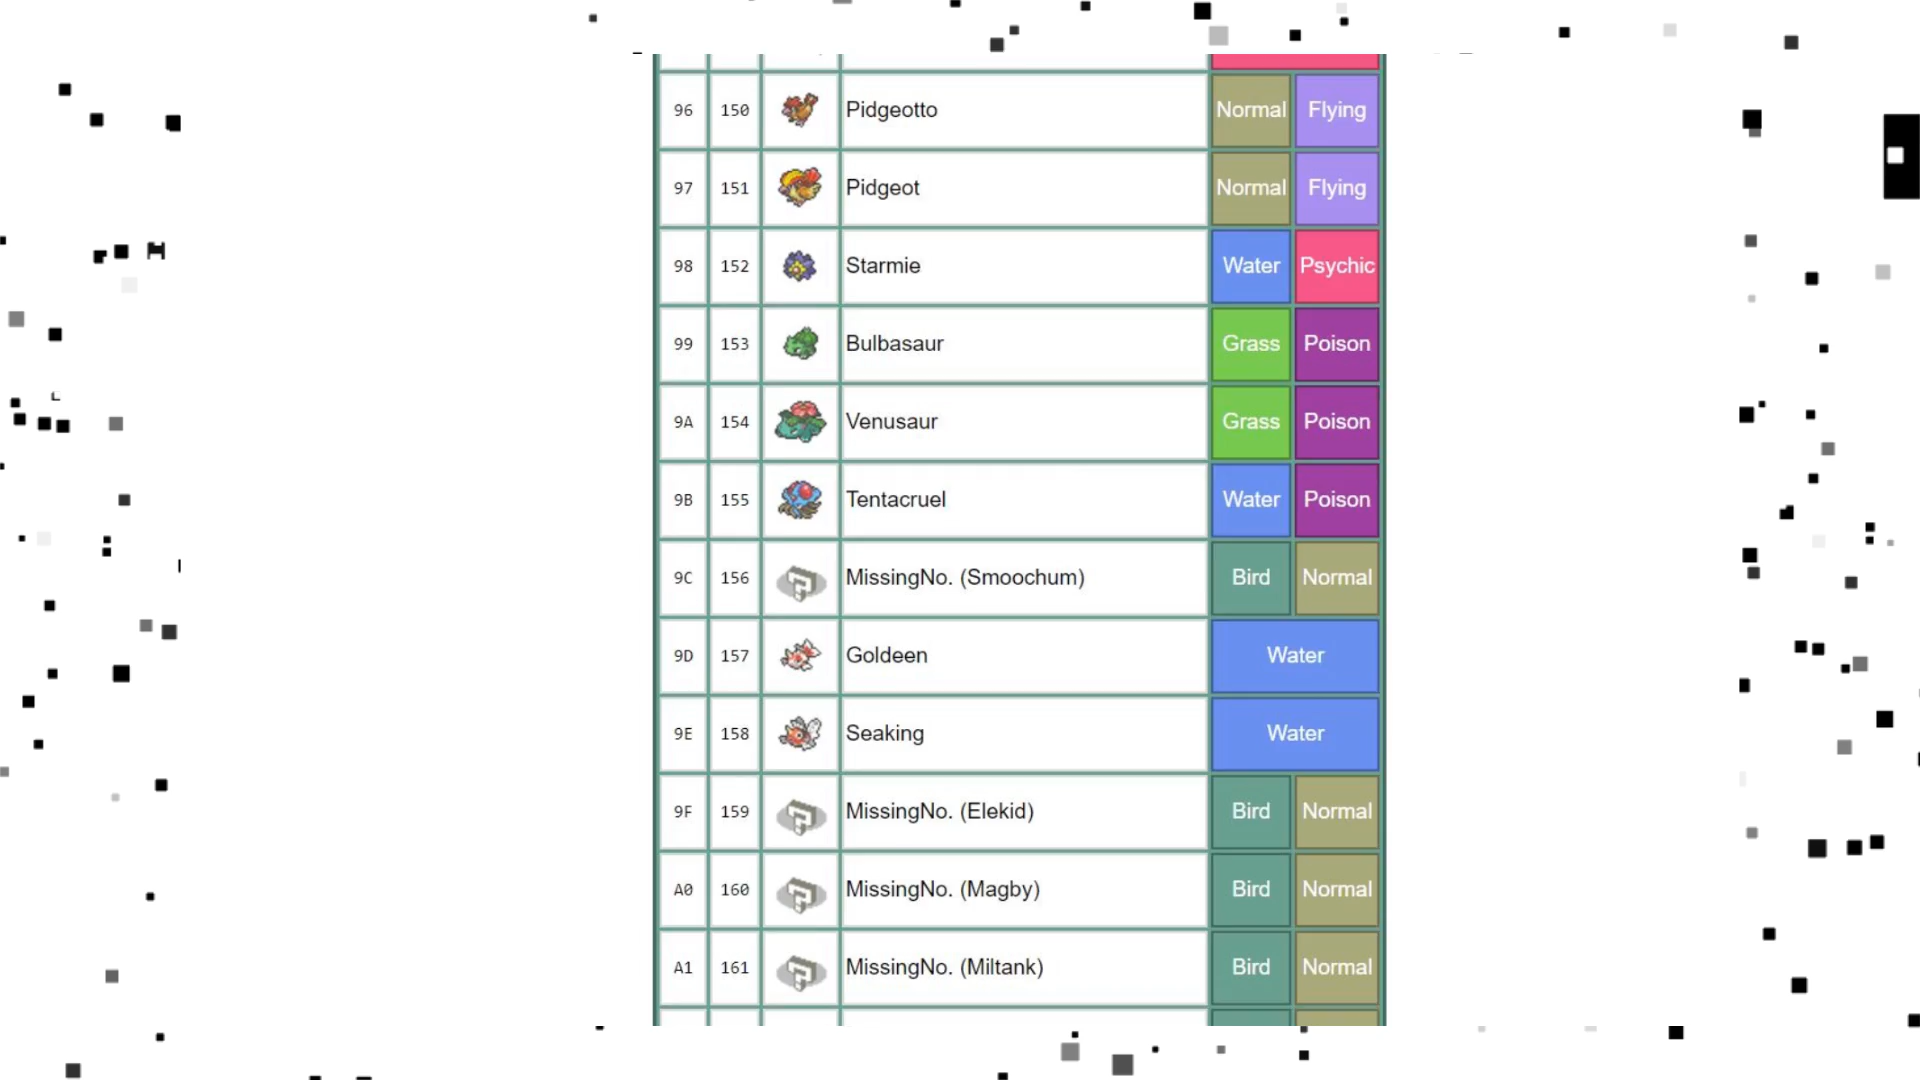 96 150 Pidgeotto Normal Flying
97 151 Pidgeot Normal Flying
98 152 Starmie Water Psychic
99 153 Bulbasaur Grass Poison
9A 154 Venusaur Grass Poison
9B 155 Tentacruel Water Poison
9C 156 MissingNo. (Smoochum) Bird Normal
9D 157 Goldeen Water
9E 158 Seaking Water
9F 159 MissingNo. (Elekid) Bird Normal
A0 160 MissingNo. (Magby) Bird Normal
A1 161 MissingNo. (Miltank) Bird Normal